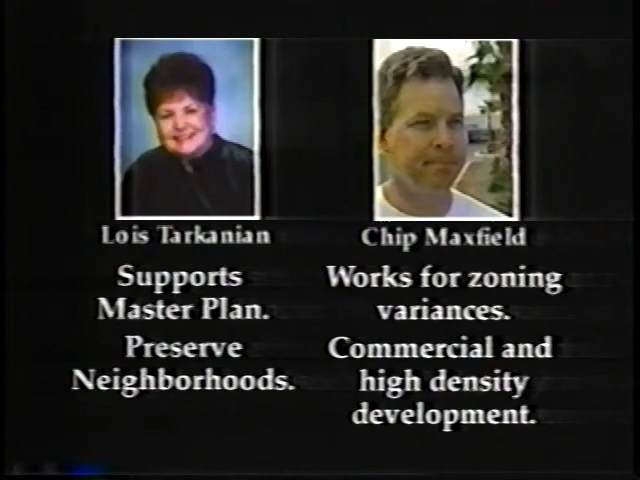 Lois Tarkanian
Supports
Master Plan.
Preserve
Neighborhoods.
Chip Maxfield
Works for zoning
variances.
Commercial and
high density
development.